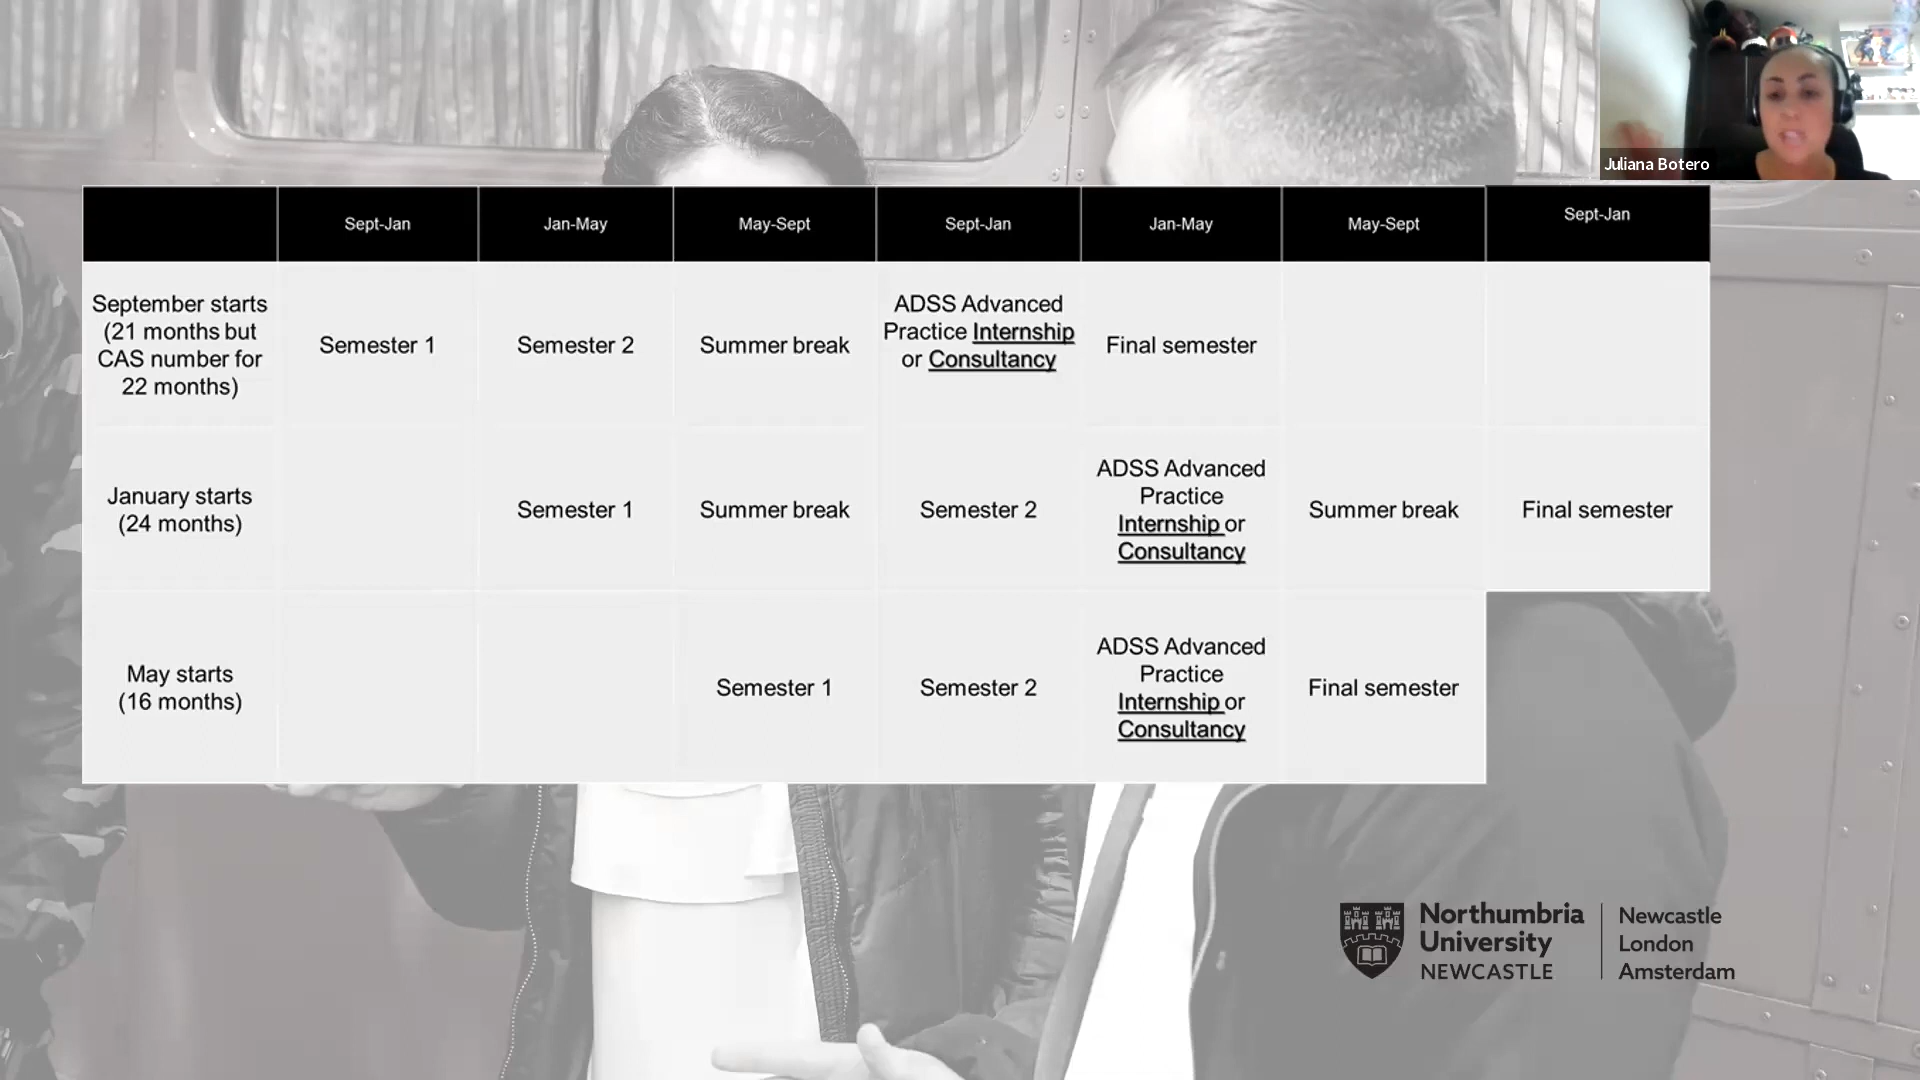 Juliana Botero
Sept-Jan
Jan-May
May-Sept
Sept-Jan
Jan-May
May-Sept
Sept-Jan
September starts
(21 months but
CAS number for
22 months)
Semester 1
Semester 2
Summer break
ADSS Advanced
Practice Internship
or Consultancy
Final semester
January starts
(24 months)
Semester 1
Summer break
Semester 2
ADSS Advanced
Practice
Internship or
Consultancy
Summer break
Final semester
May starts
(16 months)
Semester 1
Semester 2
ADSS Advanced
Practice
Internship or
Consultancy
Final semester
Northumbria
University
NEWCASTLE
Newcastle
London
Amsterdam